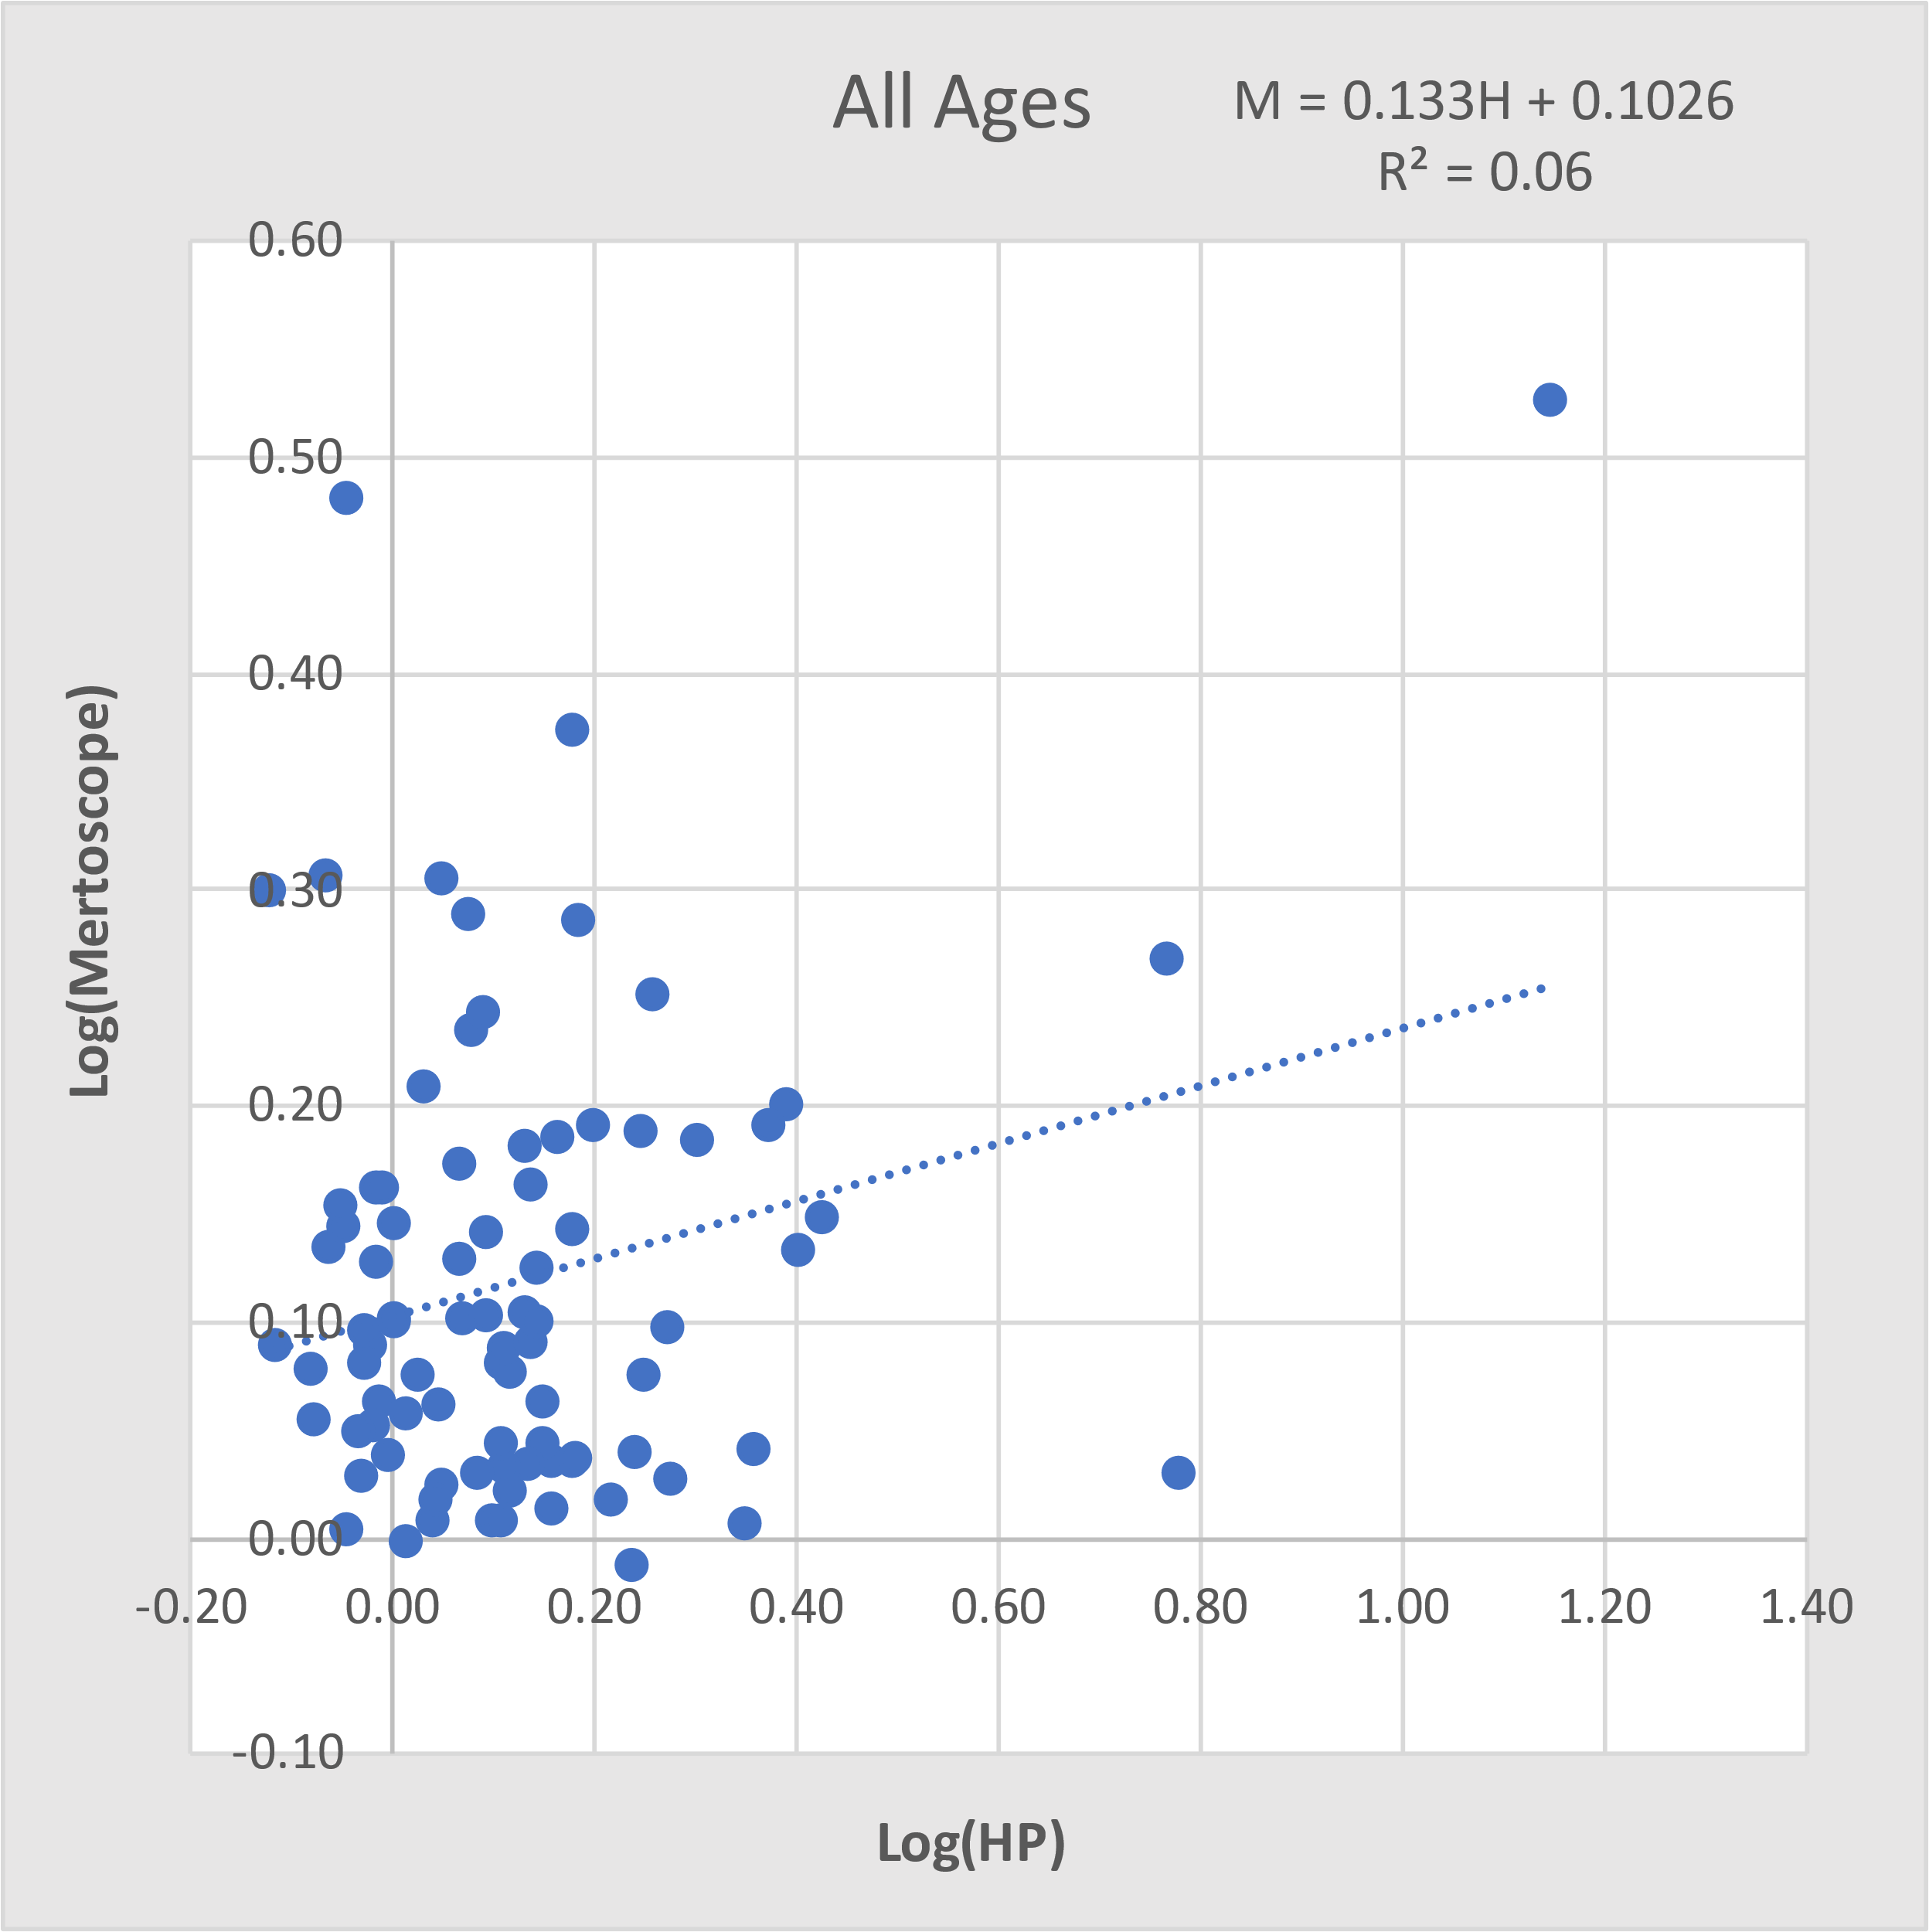 All Ages
M = 0.133H + 0.1026
R² = 0.06
0.60
0.50
0.40
0.30
0.20
0.10
0.00
-0.10
-0.20 0.00 0.20 0.40 0.60 0.80 1.00 1.20 1.40
Log(Mertoscope)
Log(HP)